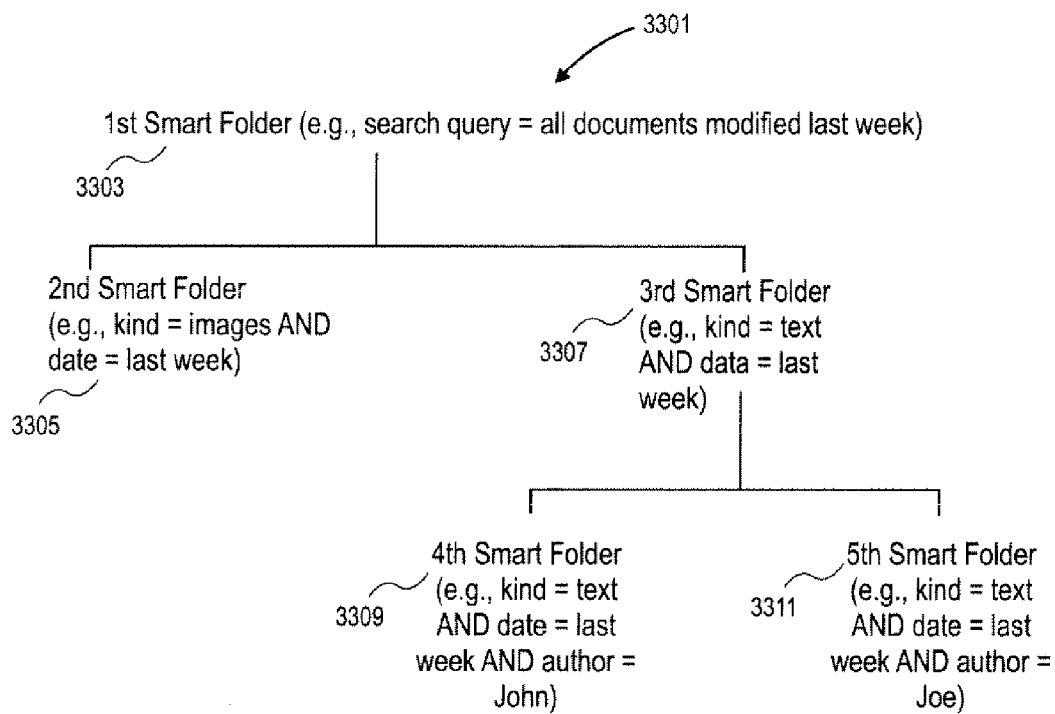 3301
1st Smart Folder (e.g., search query = all documents modified last week)
3303
2nd Smart Folder
(e.g., kind = images AND
date = last week)
3305
3rd Smart Folder
(e.g., kind = text
AND data = last
week)
3307
4th Smart Folder
(e.g., kind = text
AND date = last
week AND author =
John)
3309
5th Smart Folder
(e.g., kind = text
AND date = last
week AND author =
Joe)
3311